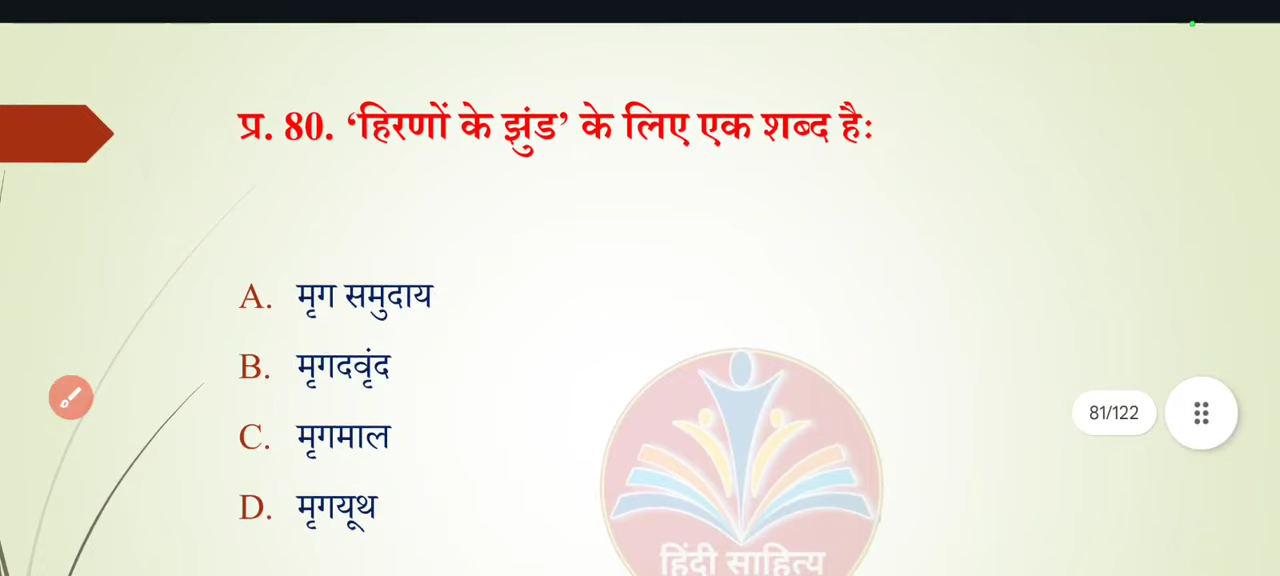 प्र. 80. ‘हिरणों के झुंड’ के लिए एक शब्द है:
A. मृग समुदाय
B. मृगदवृंद
C. मृगमाल
D. मृगयूथ
81/122
हिंदी साहित्य